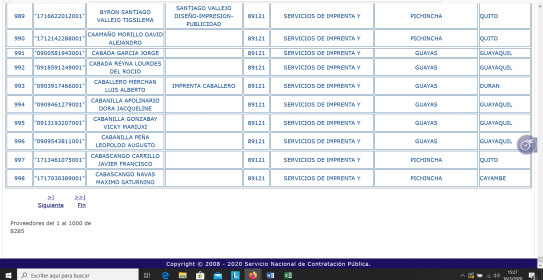 989 "1716622012001" BYRON SANTIAGO VALLEJO TIGSILEMA SANTIAGO VALLEJO DISEÑO-IMPRESION-PUBLICIDAD 89121 SERVICIOS DE IMPRENTA Y PICHINCHA QUITO
990 "1712142288001" CAAMAÑO MORILLO DAVID ALEJANDRO 89121 SERVICIOS DE IMPRENTA Y PICHINCHA QUITO
991 "0900581943001" CABADA GARCIA JORGE 89121 SERVICIOS DE IMPRENTA Y GUAYAS GUAYAQUIL
992 "0918591249001" CABADA REYNA LOURDES DEL ROCIO 89121 SERVICIOS DE IMPRENTA Y GUAYAS GUAYAQUIL
993 "0903917466001" CABALLERO MERCHAN LUIS ALBERTO IMPRENTA CABALLERO 89121 SERVICIOS DE IMPRENTA Y GUAYAS DURAN
994 "0909461279001" CABANILLA APOLINARIO DORA JACQUELINE 89121 SERVICIOS DE IMPRENTA Y GUAYAS GUAYAQUIL
995 "0913193207001" CABANILLA GONZABAY VICKY MARIUXI 89121 SERVICIOS DE IMPRENTA Y GUAYAS GUAYAQUIL
996 "0909543811001" CABANILLA PEÑA LEOPOLDO AUGUSTO 89121 SERVICIOS DE IMPRENTA Y GUAYAS GUAYAQUIL
997 "1713461075001" CABASCANGO CARRILLO JAVIER FRANCISCO 89121 SERVICIOS DE IMPRENTA Y PICHINCHA QUITO
998 "1717030389001" CABASCANGO NAVAS MAXIMO SATURNINO 89121 SERVICIOS DE IMPRENTA Y PICHINCHA CAYAMBE
>| >>|
Siguiente Fin
Proveedores del 1 al 1000 de
8285
Copyright © 2008 - 2020 Servicio Nacional de Contratación Pública.
Escribe aquí para buscar
15:27